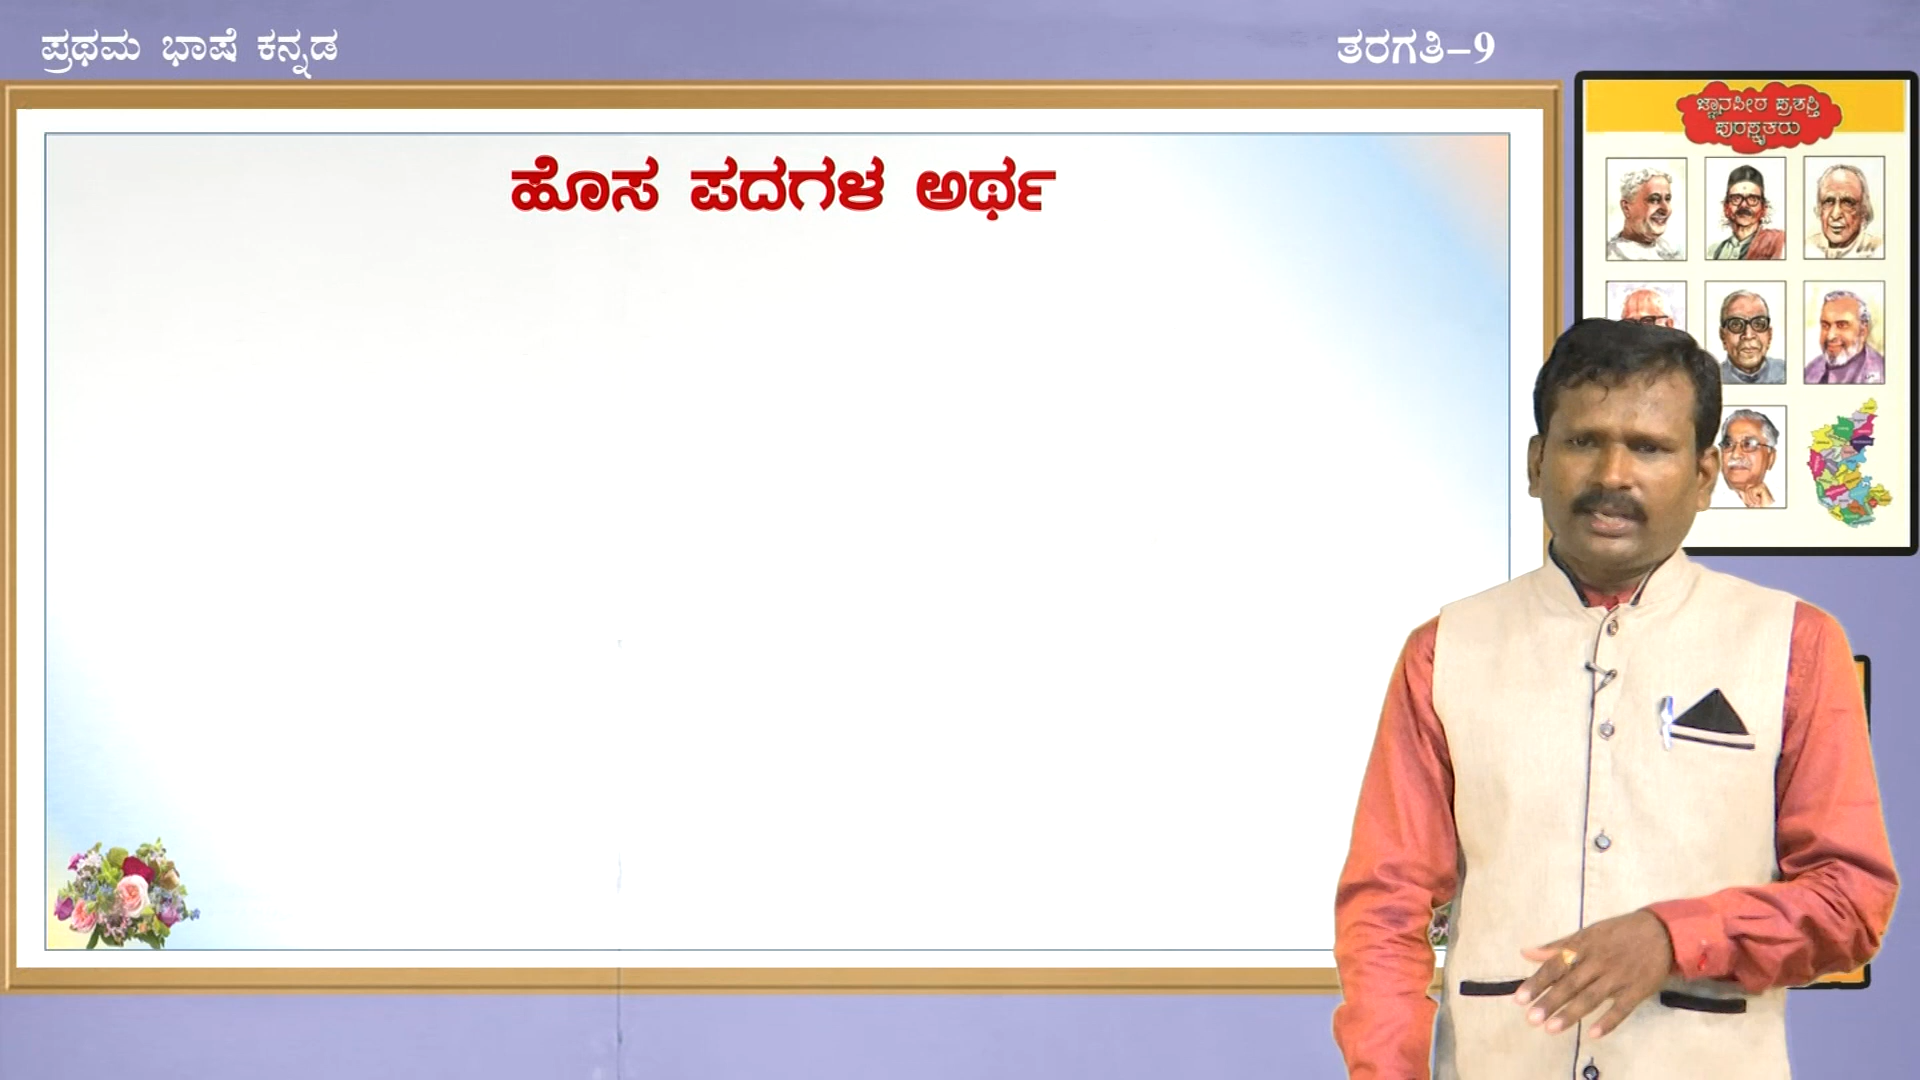 ಪ್ರಥಮ ಭಾಷೆ ಕನ್ನಡ
ತರಗತಿ-9
ಜ್ಞಾನಪೀಠ ಪ್ರಶಸ್ತಿ
ಪುರಸ್ಕೃತರು
ಹೊಸ ಪದಗಳ ಅರ್ಥ